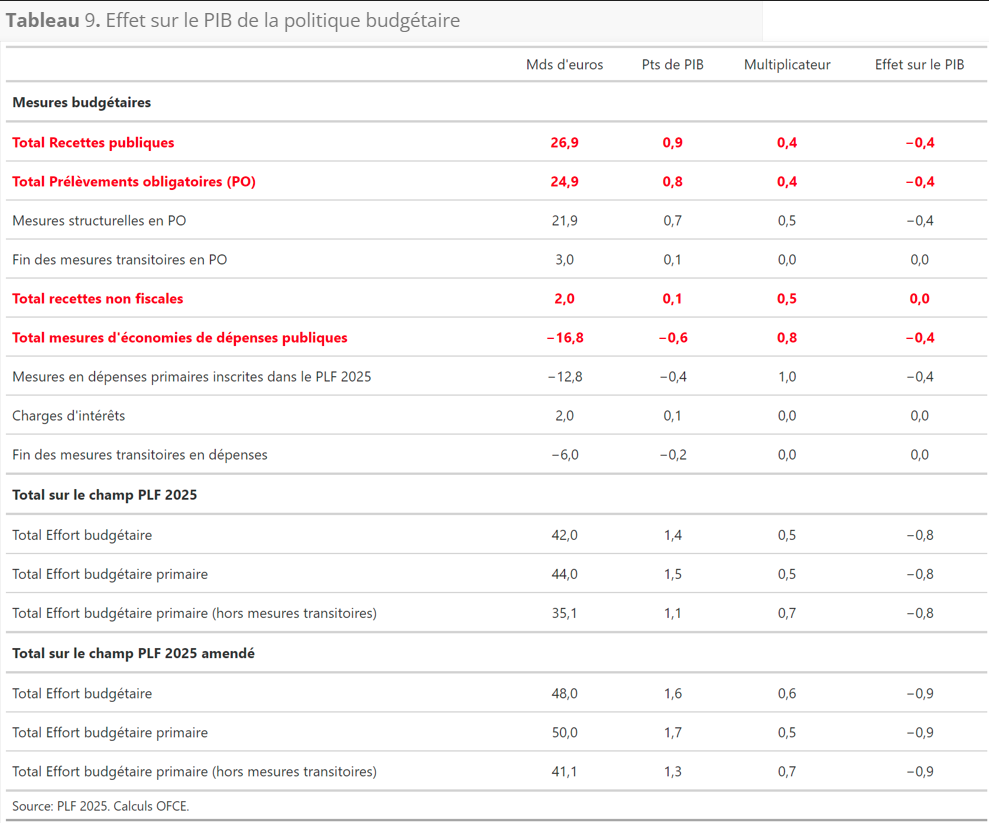 Tableau 9. Effet sur le PIB de la politique budgétaire
Mds d'euros Pts de PIB Multiplicateur Effet sur le PIB
Mesures budgétaires
Total Recettes publiques 26,9 0,9 0,4 −0,4
Total Prélèvements obligatoires (PO) 24,9 0,8 0,4 −0,4
Mesures structurelles en PO 21,9 0,7 0,5 −0,4
Fin des mesures transitoires en PO 3,0 0,1 0,0 0,0
Total recettes non fiscales 2,0 0,1 0,5 0,0
Total mesures d'économies de dépenses publiques −16,8 −0,6 0,8 −0,4
Mesures en dépenses primaires inscrites dans le PLF 2025 −12,8 −0,4 1,0 −0,4
Charges d'intérêts 2,0 0,1 0,0 0,0
Fin des mesures transitoires en dépenses −6,0 −0,2 0,0 0,0
Total sur le champ PLF 2025
Total Effort budgétaire 42,0 1,4 0,5 −0,8
Total Effort budgétaire primaire 44,0 1,5 0,5 −0,8
Total Effort budgétaire primaire (hors mesures transitoires) 35,1 1,1 0,7 −0,8
Total sur le champ PLF 2025 amendé
Total Effort budgétaire 48,0 1,6 0,6 −0,9
Total Effort budgétaire primaire 50,0 1,7 0,5 −0,9
Total Effort budgétaire primaire (hors mesures transitoires) 41,1 1,3 0,7 −0,9
Source: PLF 2025. Calculs OFCE.